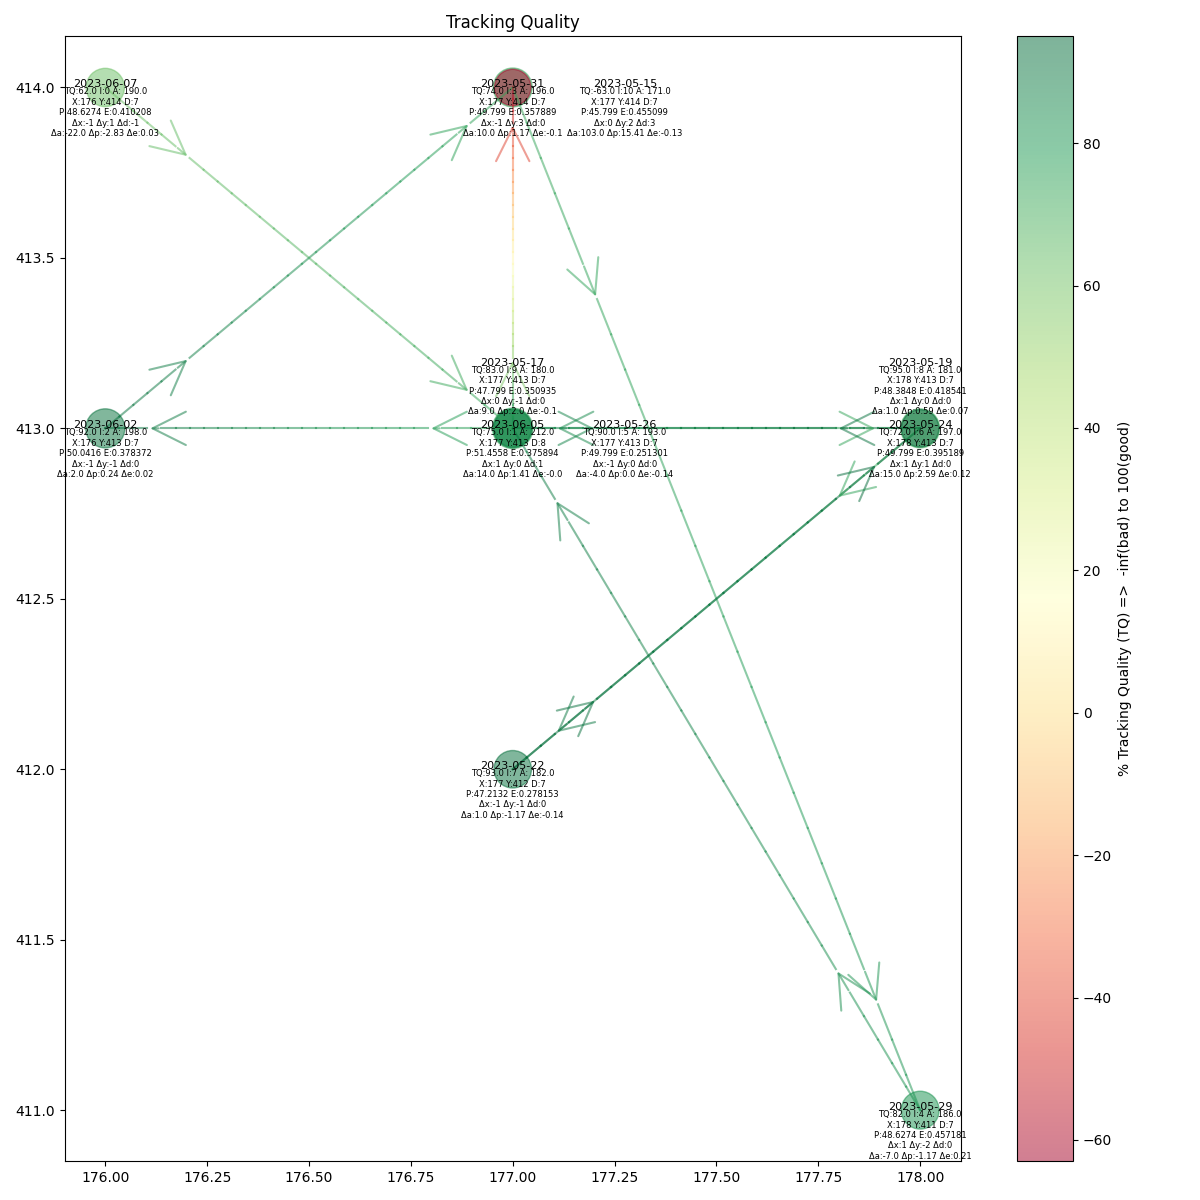 Tracking Quality
2023-06-07
TQ:62.0 I:0 A: 190.0
X:176 Y:414 D:7
P:48.6274 E:0.410208
Δx:-1 Δy:1 Δd:-1
Δa:-22.0 Δp:-2.83 Δe:0.03
2023-05-31
TQ:74.0 I:3 A: 196.0
X:177 Y:414 D:7
P:49.799 E:0.357889
Δx:-1 Δy:3 Δd:0
Δa:10.0 Δp:1.17 Δe:-0.1
2023-05-15
TQ:-63.0 I:10 A: 171.0
X:177 Y:414 D:7
P:45.799 E:0.455099
Δx:0 Δy:2 Δd:3
Δa:103.0 Δp:15.41 Δe:-0.13
2023-05-17
TQ:83.0 I:9 A: 180.0
X:177 Y:413 D:7
P:47.799 E:0.350935
Δx:0 Δy:-1 Δd:0
Δa:9.0 Δp:2.0 Δe:-0.1
2023-05-19
TQ:95.0 I:8 A: 181.0
X:178 Y:413 D:7
P:48.3848 E:0.418541
Δx:1 Δy:0 Δd:0
Δa:1.0 Δp:0.59 Δe:0.07
2023-06-02
TQ:92.0 I:2 A: 198.0
X:176 Y:413 D:7
P:50.0416 E:0.378372
Δx:-1 Δy:-1 Δd:0
Δa:2.0 Δp:0.24 Δe:0.02
2023-06-05
TQ:75.0 I:1 A: 212.0
X:177 Y:413 D:8
P:51.4558 E:0.375894
Δx:1 Δy:0 Δd:1
Δa:14.0 Δp:1.41 Δe:-0.0
2023-05-26
TQ:90.0 I:5 A: 193.0
X:177 Y:413 D:7
P:49.799 E:0.251301
Δx:-1 Δy:0 Δd:0
Δa:-4.0 Δp:0.0 Δe:-0.14
2023-05-24
TQ:72.0 I:6 A: 197.0
X:178 Y:413 D:7
P:49.799 E:0.395189
Δx:1 Δy:1 Δd:0
Δa:15.0 Δp:2.59 Δe:0.12
2023-05-22
TQ:93.0 I:7 A: 182.0
X:177 Y:412 D:7
P:47.2132 E:0.278153
Δx:-1 Δy:-1 Δd:0
Δa:1.0 Δp:-1.17 Δe:-0.14
2023-05-29
TQ:82.0 I:4 A: 186.0
X:178 Y:411 D:7
P:48.6274 E:0.457181
Δx:1 Δy:-2 Δd:0
Δa:-7.0 Δp:-1.17 Δe:0.21
414.0
413.5
413.0
412.5
412.0
411.5
411.0
176.00
176.25
176.50
176.75
177.00
177.25
177.50
177.75
178.00
80
60
40
20
0
−20
−40
−60
% Tracking Quality (TQ) => -inf(bad) to 100(good)